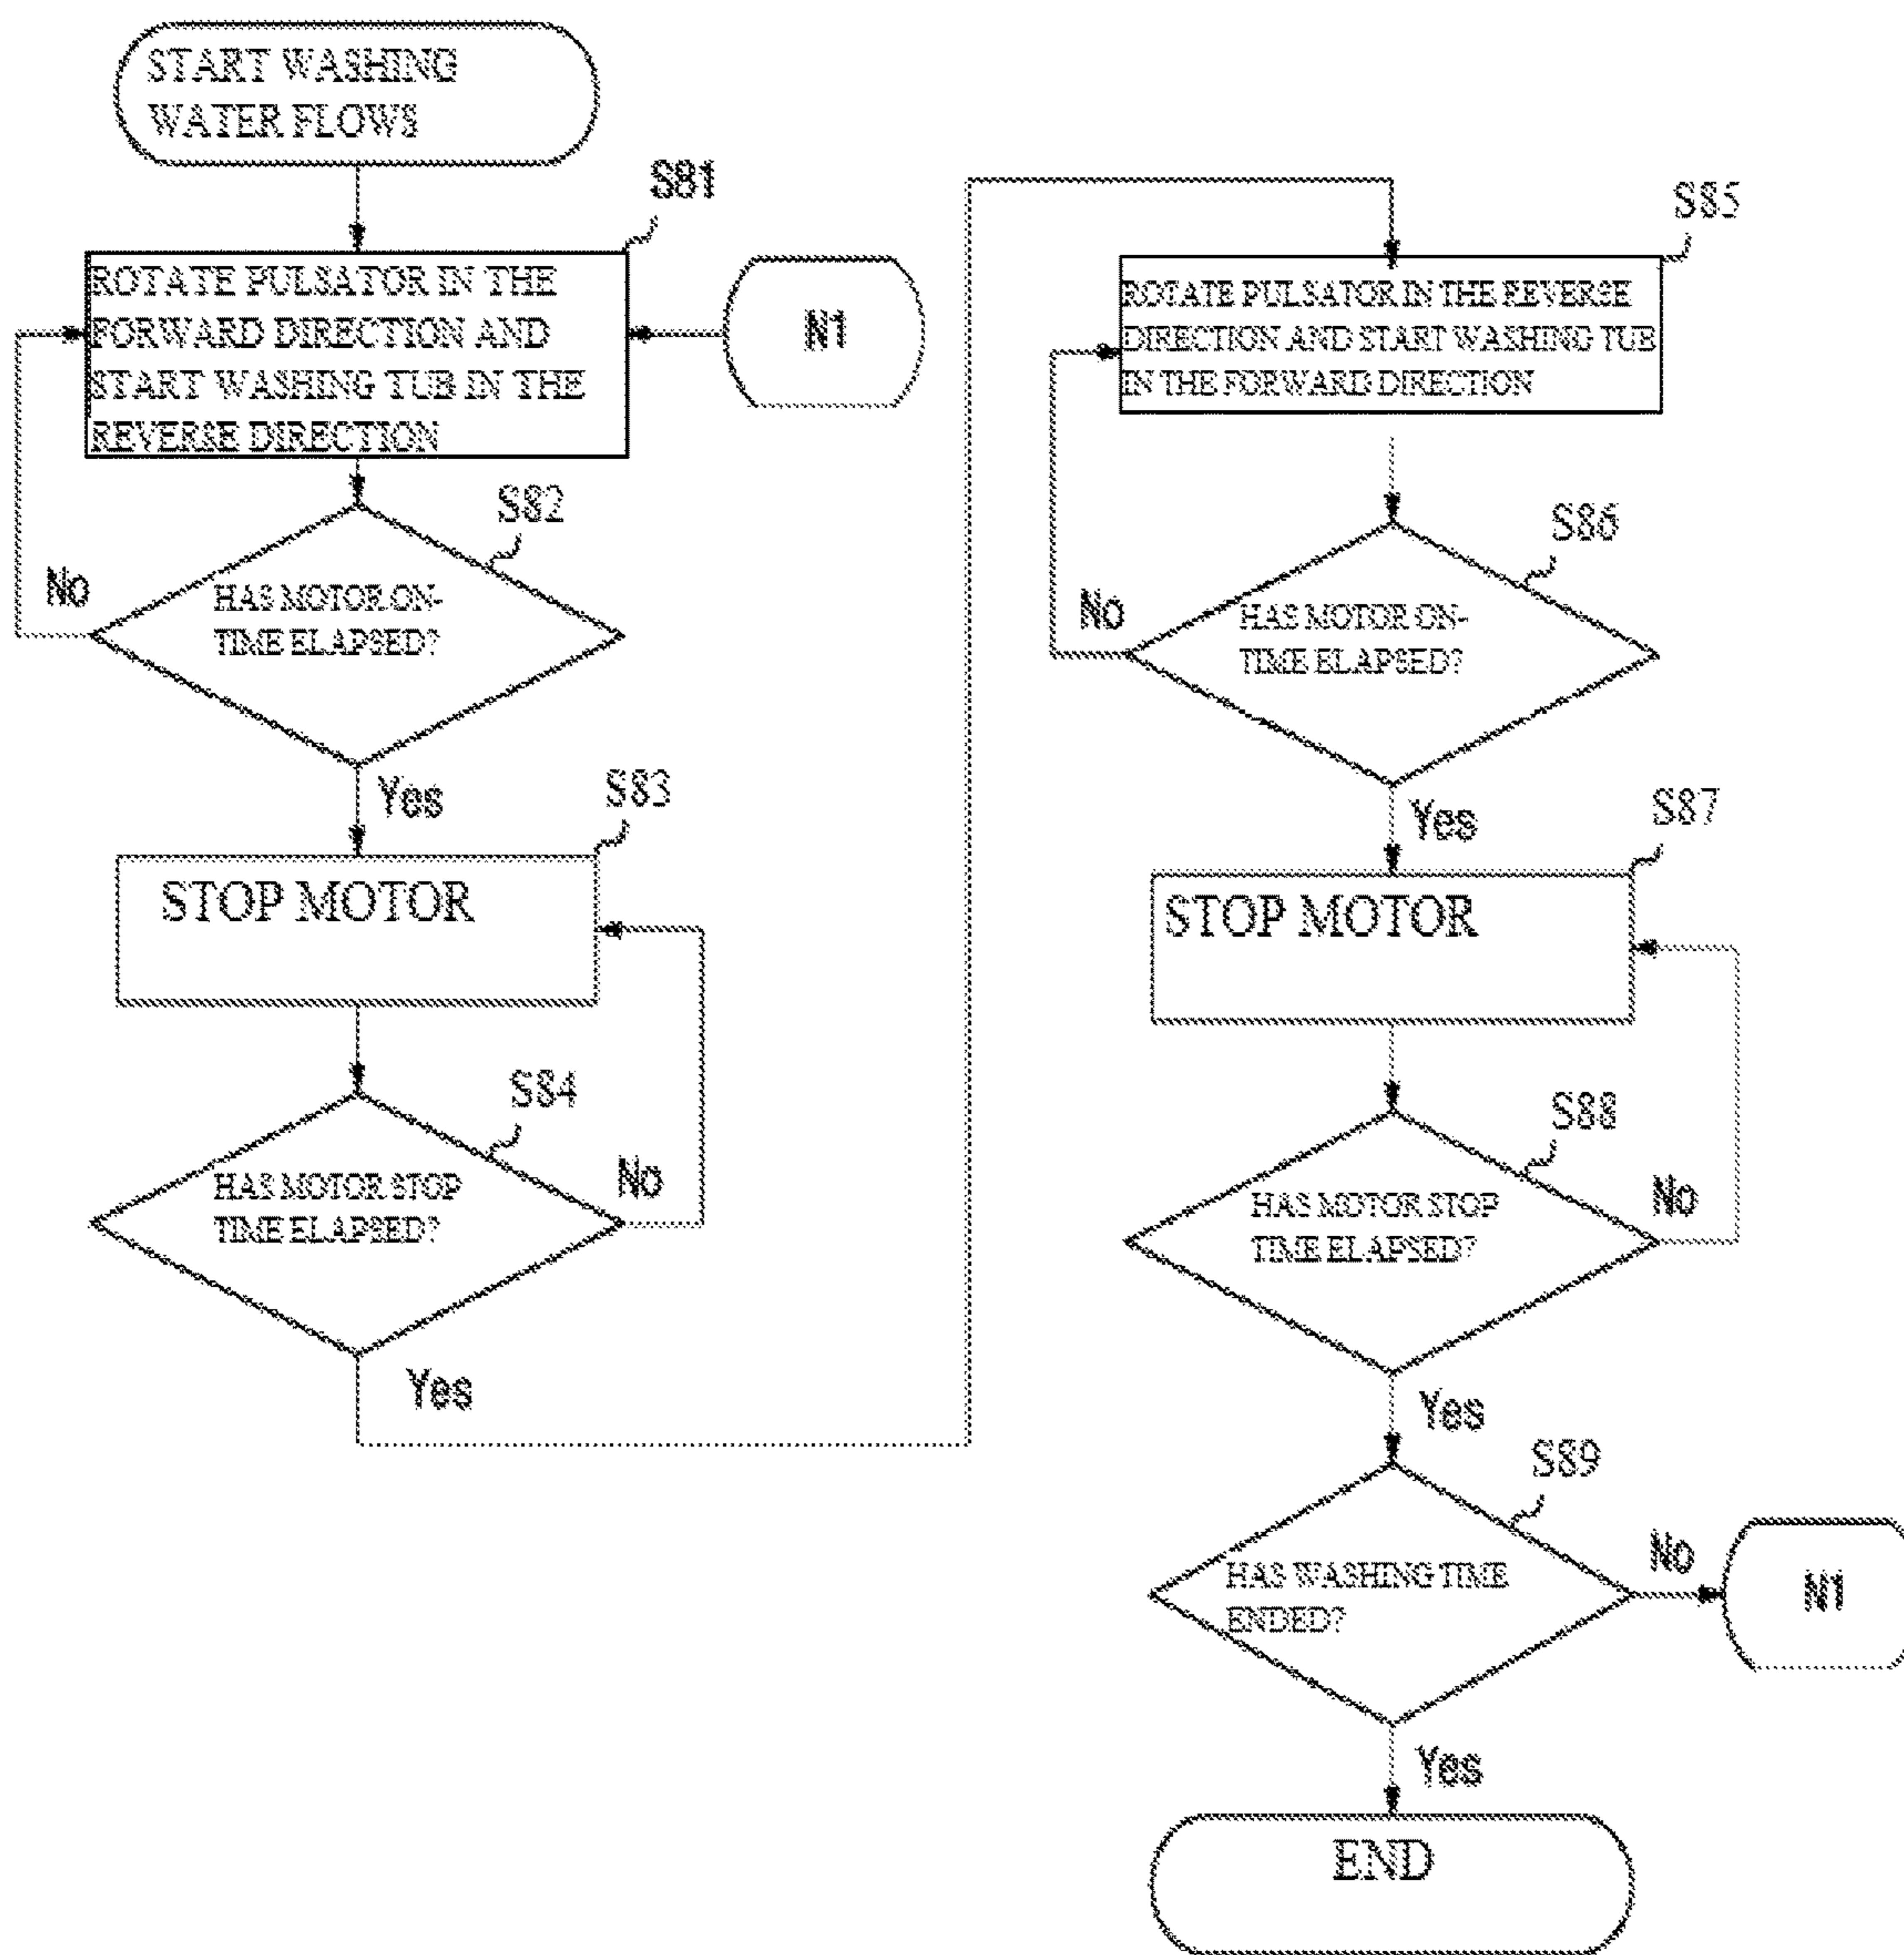 START WASHING
WATER FLOWS
S81
ROTATE PULSATOR IN THE
FORWARD DIRECTION AND
START WASHING TUB IN THE
REVERSE DIRECTION
N1
S82
No
HAS MOTOR ON-
TIME ELAPSED?
Yes
S83
STOP MOTOR
S84
No
HAS MOTOR STOP
TIME ELAPSED?
Yes
S85
ROTATE PULSATOR IN THE REVERSE
DIRECTION AND START WASHING TUB
IN THE FORWARD DIRECTION
S86
No
HAS MOTOR ON-
TIME ELAPSED?
Yes
S87
STOP MOTOR
S88
No
HAS MOTOR STOP
TIME ELAPSED?
Yes
S89
No
HAS WASHING TIME
ENDED?
N1
Yes
END